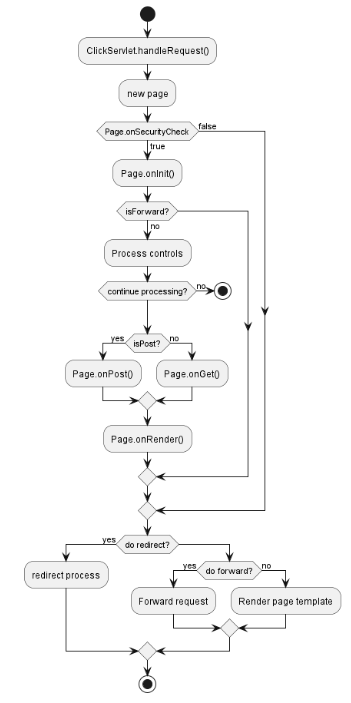 ClickServlet.handleRequest()
new page
Page.onSecurityCheck
false
true
Page.onInit()
isForward?
no
Process controls
continue processing?
no
yes
isPost?
no
Page.onPost()
Page.onGet()
Page.onRender()
yes
do redirect?
yes
do forward?
no
redirect process
Forward request
Render page template